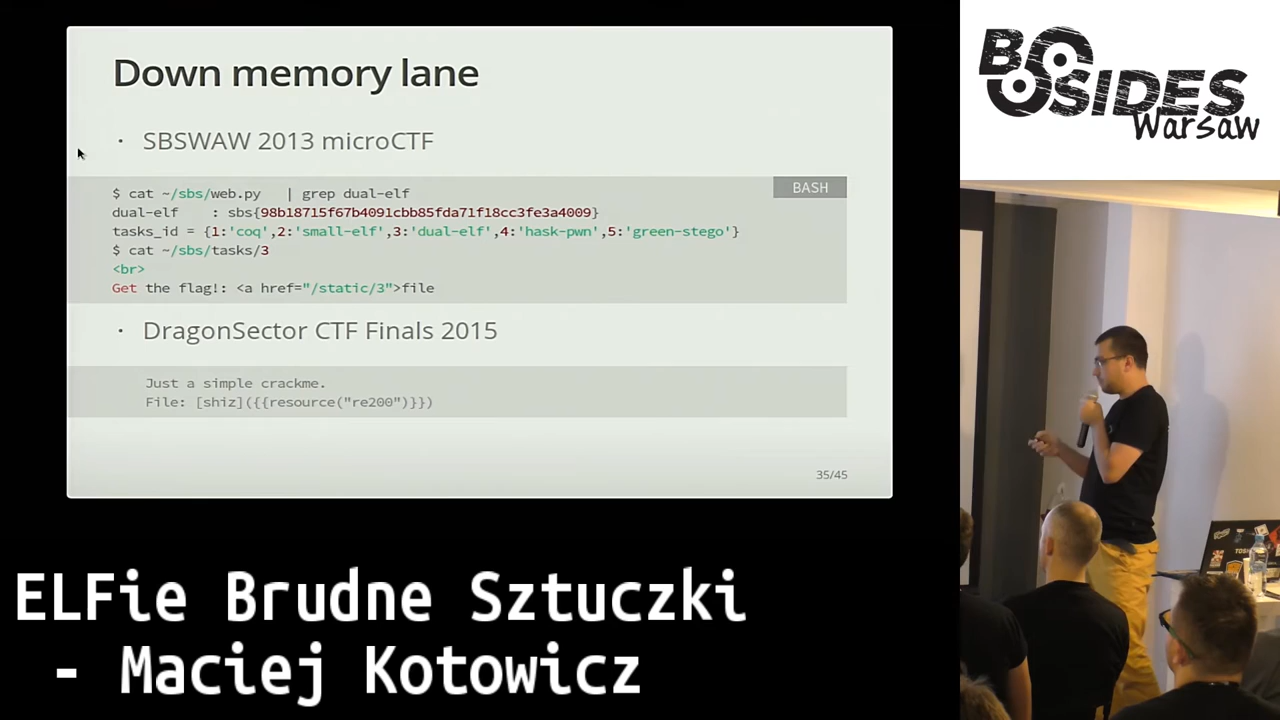 Down memory lane
· SBSWAW 2013 microCTF
BASH
$ cat ~/sbs/web.py | grep dual-elf
dual-elf : sbs{98b18715f67b4091cbb85fda71f18cc3fe3a4009}
tasks_id = {1:'coq',2:'small-elf',3:'dual-elf',4:'hask-pwn',5:'green-stego'}
$ cat ~/sbs/tasks/3
<br>
Get the flag!: <a href="/static/3">file
· DragonSector CTF Finals 2015
Just a simple crackme.
File: [shiz]({{resource("re200")}})
35/45
ELFie Brudne Sztuczki
- Maciej Kotowicz
BSIDES
Warsaw